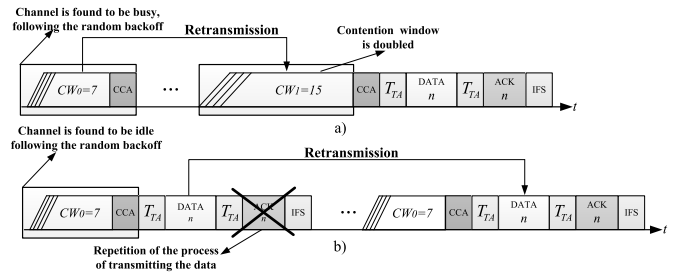 Channel is found to be busy,
following the random backoff
Retransmission
Contention window
is doubled
CW0=7
CCA
...
CW1=15
CCA
TTA
DATA
n
TTA
ACK
n
IFS
t
a)
Channel is found to be idle
following the random backoff
Retransmission
CW0=7
CCA
TTA
DATA
n
TTA
ACK
n
IFS
...
CW0=7
CCA
TTA
DATA
n
TTA
ACK
n
IFS
t
Repetition of the process
of transmitting the data
b)